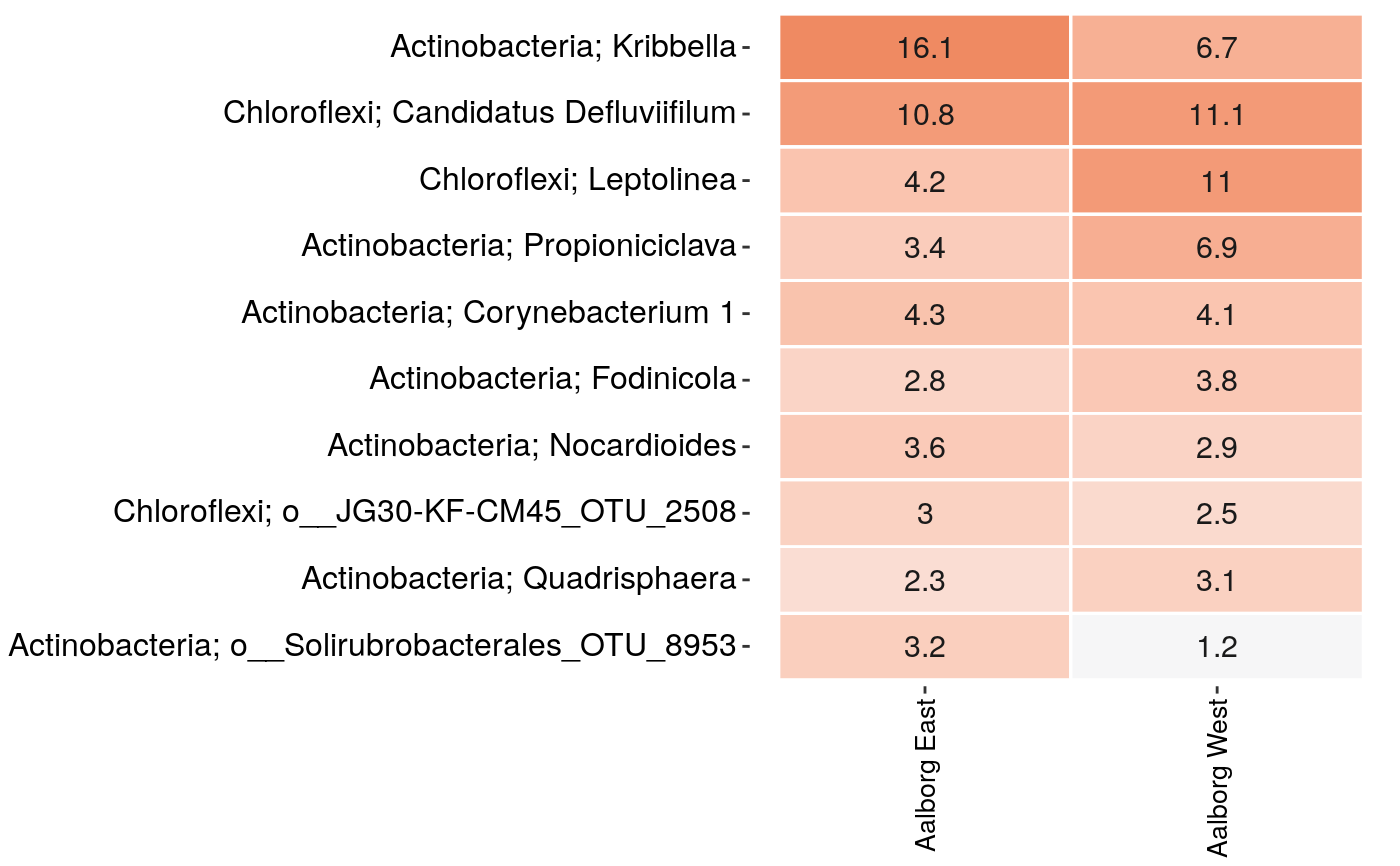 Actinobacteria; Kribbella 16.1 6.7
Chloroflexi; Candidatus Defluviifilum 10.8 11.1
Chloroflexi; Leptolinea 4.2 11
Actinobacteria; Propioniciclava 3.4 6.9
Actinobacteria; Corynebacterium 1 4.3 4.1
Actinobacteria; Fodinicola 2.8 3.8
Actinobacteria; Nocardioides 3.6 2.9
Chloroflexi; o__JG30-KF-CM45_OTU_2508 3 2.5
Actinobacteria; Quadrisphaera 2.3 3.1
Actinobacteria; o__Solirubrobacterales_OTU_8953 3.2 1.2
Aalborg East
Aalborg West